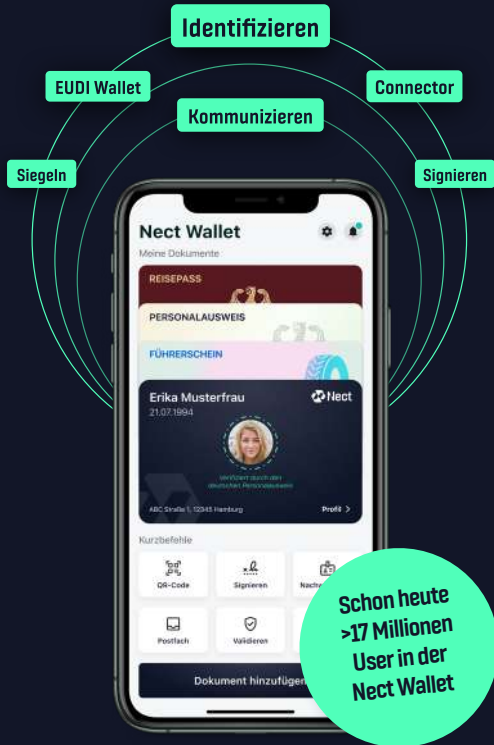 Identifizieren
EUDI Wallet
Connector
Kommunizieren
Siegeln
Signieren
Nect Wallet
Meine Dokumente
REISEPASS
PERSONALAUSWEIS
FÜHRERSCHEIN
Erika Musterfrau
Nect
21.07.1994
Verifiziert durch den
deutschen Personalausweis
ABC Straße 1, 12345 Hamburg
Profil >
Kurzbefehle
QR-Code
Signieren
Postfach
Validieren
Dokument hinzufügen
Schon heute
>17 Millionen
User in der
Nect Wallet